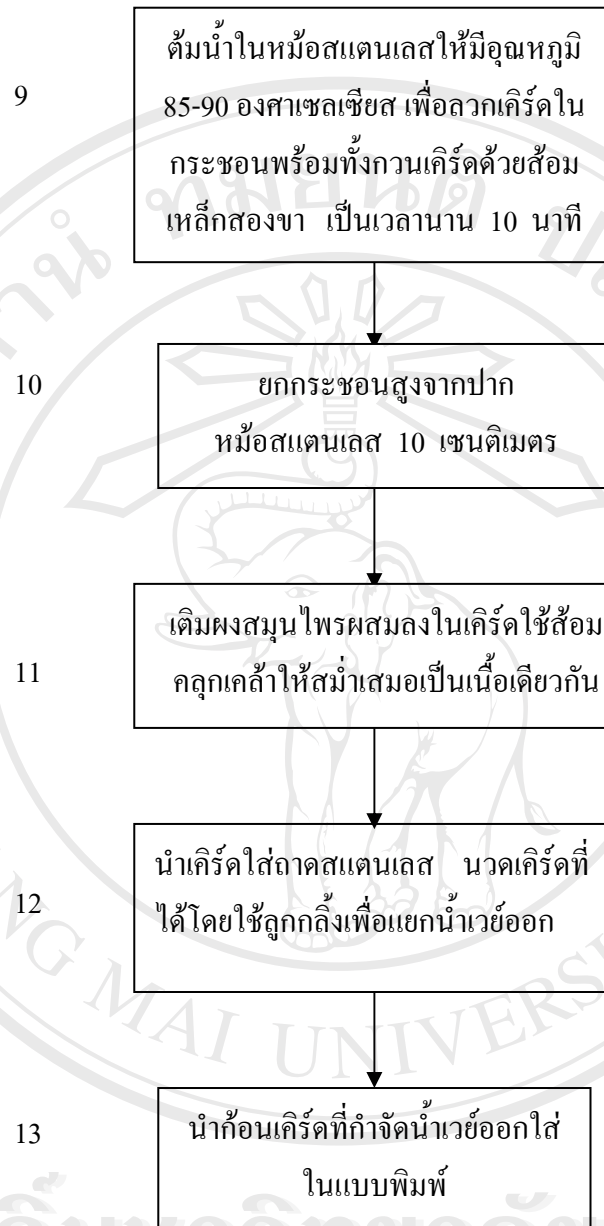 9
ต้มน้ำในหม้อสแตนเลสให้มีอุณหภูมิ
85-90 องศาเซลเซียส เพื่อลวกเคิร์ดใน
กระชอนพร้อมทั้งกวนเคิร์ดด้วยส้อม
เหล็กสองขา เป็นเวลานาน 10 นาที
10
ยกกระชอนสูงจากปาก
หม้อสแตนเลส 10 เซนติเมตร
11
เติมผงสมุนไพรผสมลงในเคิร์ดใช้ส้อม
คลุกเคล้าให้สม่ำเสมอเป็นเนื้อเดียวกัน
12
นำเคิร์ดใส่ถาดสแตนเลส นวดเคิร์ดที่
ได้โดยใช้ลูกกลิ้งเพื่อแยกน้ำเวย์ออก
MAI UNIVERS
13
นำก้อนเคิร์ดที่กำจัดน้ำเวย์ออกใส่
ในแบบพิมพ์